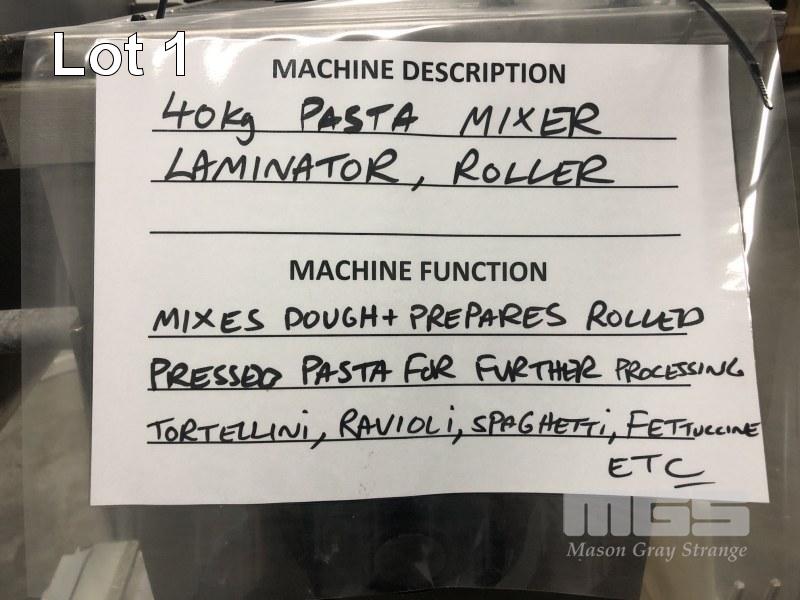 Lot 1
MACHINE DESCRIPTION
40kg PASTA MIXER
LAMINATOR, ROLLER
MACHINE FUNCTION
MIXES DOUGH + PREPARES ROLLED
PRESSED PASTA FOR FURTHER PROCESSING
TORTELLINI, RAVIOLI, SPAGHETTI, FETTUCCINE
ETC
MGS
Mason Gray Strange